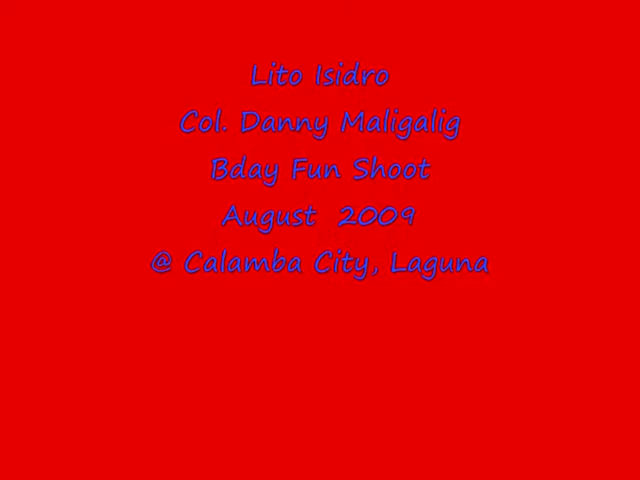 Lito Isidro
Col. Danny Maligalig
Bday Fun Shoot
August 2009
@ Calamba City, Laguna